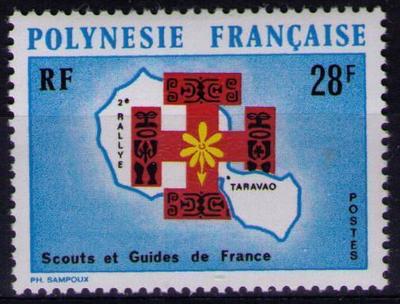 POLYNESIE FRANÇAISE
RF
28F
2e RALLYE
TARAVAO
POSTES
Scouts et Guides de France
PH. SAMPOUX